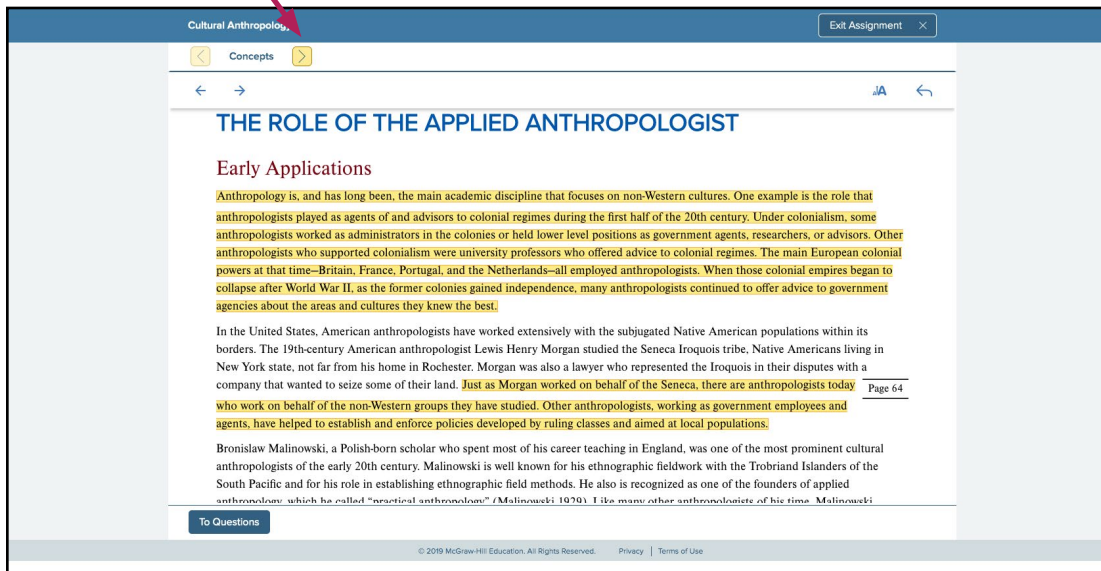 Cultural Anthropology
Exit Assignment
Concepts
THE ROLE OF THE APPLIED ANTHROPOLOGIST
Early Applications
Anthropology is, and has long been, the main academic discipline that focuses on non-Western cultures. One example is the role that
anthropologists played as agents of and advisors to colonial regimes during the first half of the 20th century. Under colonialism, some
anthropologists worked as administrators in the colonies or held lower level positions as government agents, researchers, or advisors. Other
anthropologists who supported colonialism were university professors who offered advice to colonial regimes. The main European colonial
powers at that time—Britain, France, Portugal, and the Netherlands—all employed anthropologists. When those colonial empires began to
collapse after World War II, as the former colonies gained independence, many anthropologists continued to offer advice to government
agencies about the areas and cultures they knew the best.
In the United States, American anthropologists have worked extensively with the subjugated Native American populations within its
borders. The 19th-century American anthropologist Lewis Henry Morgan studied the Seneca Iroquois tribe, Native Americans living in
New York state, not far from his home in Rochester. Morgan was also a lawyer who represented the Iroquois in their disputes with a
company that wanted to seize some of their land. Just as Morgan worked on behalf of the Seneca, there are anthropologists today
Page 64
who work on behalf of the non-Western groups they have studied. Other anthropologists, working as government employees and
agents, have helped to establish and enforce policies developed by ruling classes and aimed at local populations.
Bronislaw Malinowski, a Polish-born scholar who spent most of his career teaching in England, was one of the most prominent cultural
anthropologists of the early 20th century. Malinowski is well known for his ethnographic fieldwork with the Trobriand Islanders of the
South Pacific and for his role in establishing ethnographic field methods. He also is recognized as one of the founders of applied
anthropology, which he called “practical anthropology” (Malinowski 1929). Like many other anthropologists of his time, Malinowski
To Questions
© 2019 McGraw-Hill Education. All Rights Reserved. Privacy | Terms of Use